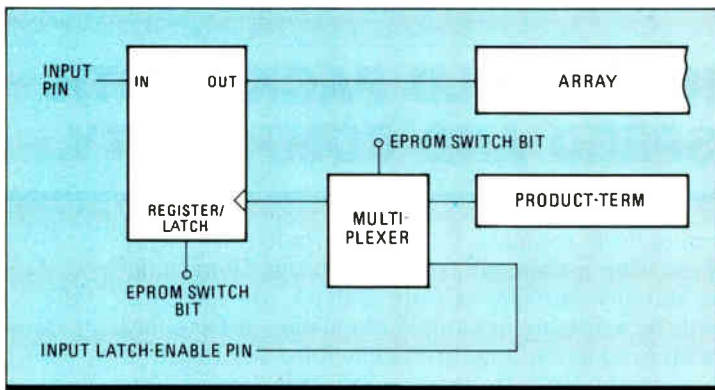 INPUT
PIN
IN
OUT
ARRAY
EPROM SWITCH BIT
REGISTER/
LATCH
MULTI-
PLEXER
PRODUCT-TERM
EPROM SWITCH
BIT
INPUT LATCH-ENABLE PIN